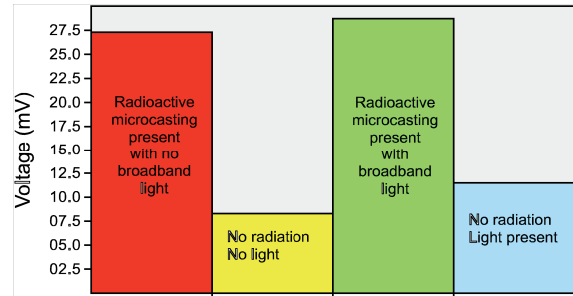 Voltage (mV)
27.5
25.0
22.5
20.0
17.5
15.0
12.5
10.0
07.5
05.0
02.5
Radioactive
microcasting
present
with no
broadband
light
No radiation
No light
Radioactive
microcasting
present
with
broadband
light
No radiation
Light present